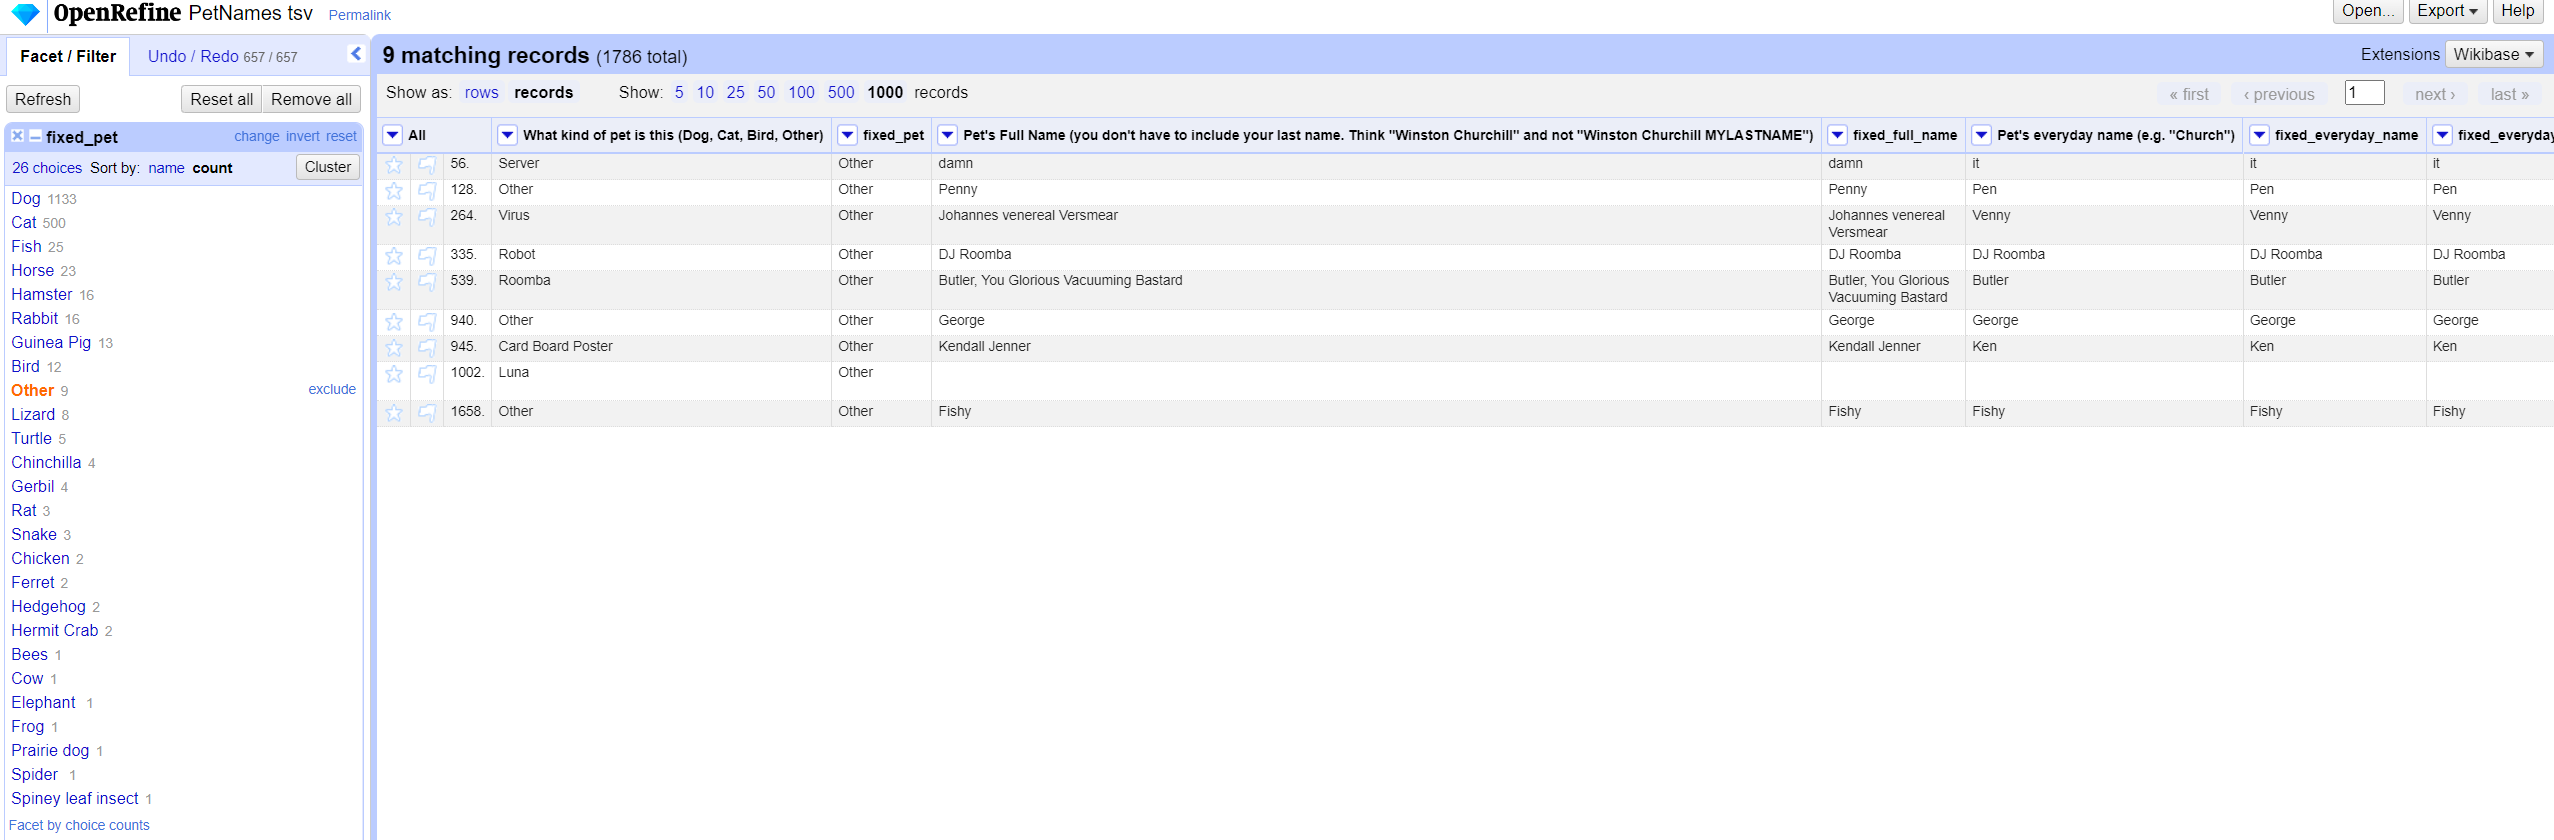 OpenRefine PetNames tsv Permalink Open... Export Help
Facet / Filter Undo / Redo 657 / 657
9 matching records (1786 total) Extensions Wikibase
Refresh Reset all Remove all
Show as: rows records Show: 5 10 25 50 100 500 1000 records « first ‹ previous 1 next › last »
fixed_pet change invert reset
26 choices Sort by: name count Cluster
Dog 1133
Cat 500
Fish 25
Horse 23
Hamster 16
Rabbit 16
Guinea Pig 13
Bird 12
Other 9 exclude
Lizard 8
Turtle 5
Chinchilla 4
Gerbil 4
Rat 3
Snake 3
Chicken 2
Ferret 2
Hedgehog 2
Hermit Crab 2
Bees 1
Cow 1
Elephant 1
Frog 1
Prairie dog 1
Spider 1
Spiney leaf insect 1
Facet by choice counts
All What kind of pet is this (Dog, Cat, Bird, Other) fixed_pet Pet's Full Name (you don't have to include your last name. Think "Winston Churchill" and not "Winston Churchill MYLASTNAME") fixed_full_name Pet's everyday name (e.g. "Church") fixed_everyday_name fixed_everyday
56. Server Other damn damn it it it
128. Other Other Penny Penny Pen Pen Pen
264. Virus Other Johannes venereal Versmear Johannes venereal Venny Venny Venny
Versmear
335. Robot Other DJ Roomba DJ Roomba DJ Roomba DJ Roomba DJ Roomba
539. Roomba Other Butler, You Glorious Vacuuming Bastard Butler, You Glorious Butler Butler Butler
Vacuuming Bastard
940. Other Other George George George George George
945. Card Board Poster Other Kendall Jenner Kendall Jenner Ken Ken Ken
1002. Luna Other
1658. Other Other Fishy Fishy Fishy Fishy Fishy